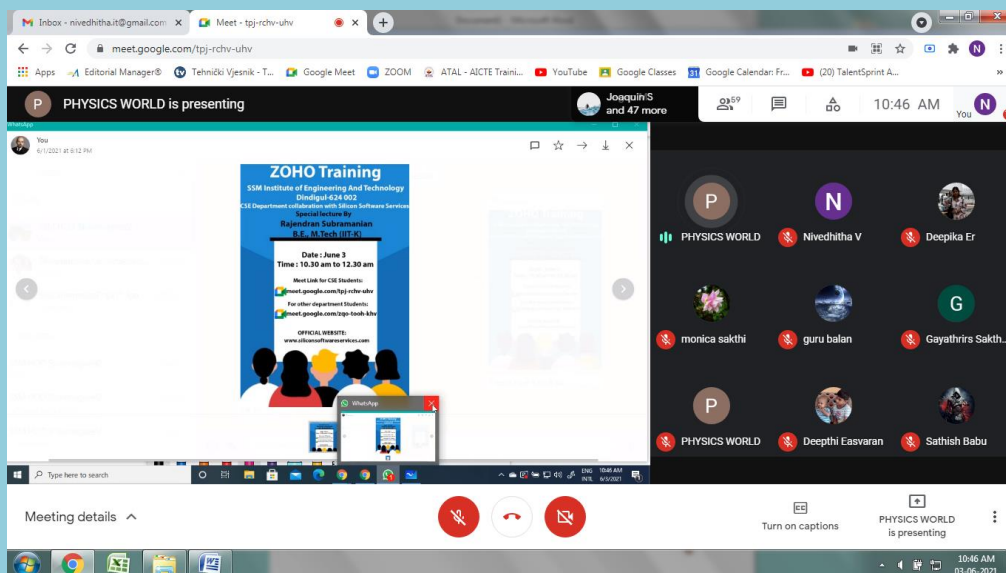 Inbox - nivedhitha.it@gmail.com
Meet - tpj-rchv-uhv
meet.google.com/tpj-rchv-uhv
Apps
Editorial Manager®
Tehnički Vjesnik - T...
Google Meet
ZOOM
ATAL - AICTE Traini...
YouTube
Google Classes
Google Calendar: Fr...
(20) TalentSprint A...
P
PHYSICS WORLD is presenting
Joaquin S
and 47 more
59
10:46 AM
You
N
WhatsApp
You
6/1/2021 at 6:12 PM
ZOHO Training
SSM Institute of Engineering And Technology
Dindigul-624 002
CSE Department collabration with Silicon Software Services
Special lecture By
Rajendran Subramanian
B.E., M.Tech (IIT-K)
Date : June 3
Time : 10.30 am to 12.30 am
Meet Link for CSE Students:
meet.google.com/tpj-rchv-uhv
For other department Students:
meet.google.com/zqo-tooh-khv
OFFICIAL WEBSITE:
www.siliconsoftwareservices.com
WhatsApp
Type here to search
ENG
INTL
10:46 AM
6/3/2021
P
PHYSICS WORLD
N
Nivedhitha V
Deepika Er
monica sakthi
guru balan
G
Gayathrirs Sakth...
P
PHYSICS WORLD
Deepthi Easvaran
Sathish Babu
Meeting details
CC
Turn on captions
PHYSICS WORLD
is presenting
10:46 AM
03-06-2021